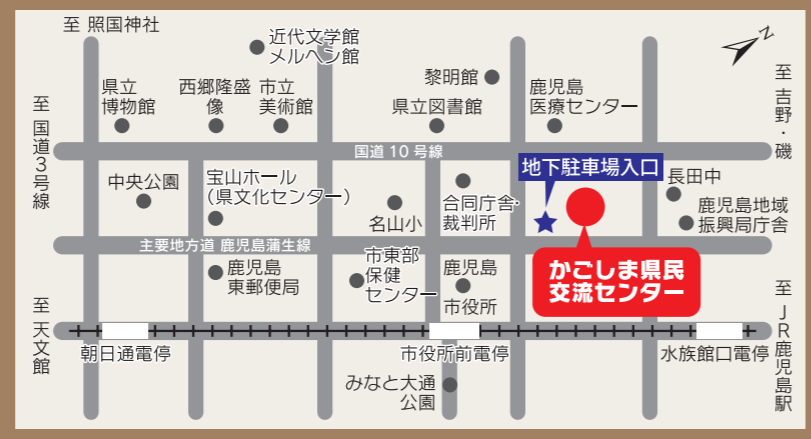 至 照国神社
近代文学館
メルヘン館
N
県立
博物館
西郷隆盛
像
市立
美術館
黎明館
県立図書館
鹿児島
医療センター
至 吉野・磯
至 国道3号線
国道10号線
地下駐車場入口
中央公園
宝山ホール
(県文化センター)
名山小
合同庁舎・
裁判所
長田中
鹿児島地域
振興局庁舎
主要地方道 鹿児島蒲生線
鹿児島
東郵便局
市東部
保健
センター
鹿児島
市役所
かごしま県民
交流センター
至 天文館
至 JR鹿児島駅
朝日通電停
市役所前電停
水族館口電停
みなと大通
公園